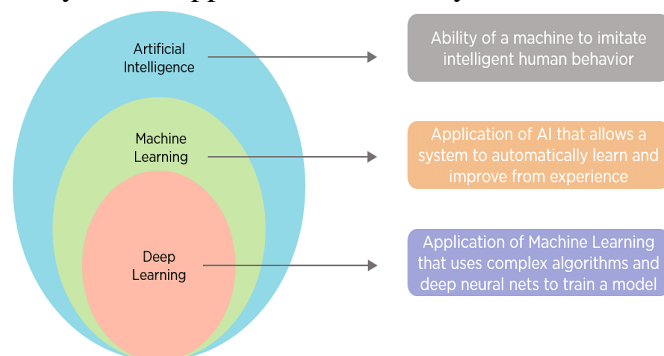 Artificial
Intelligence
Ability of a machine to imitate
intelligent human behavior
Machine
Learning
Application of AI that allows a
system to automatically learn and
improve from experience
Deep
Learning
Application of Machine Learning
that uses complex algorithms and
deep neural nets to train a model